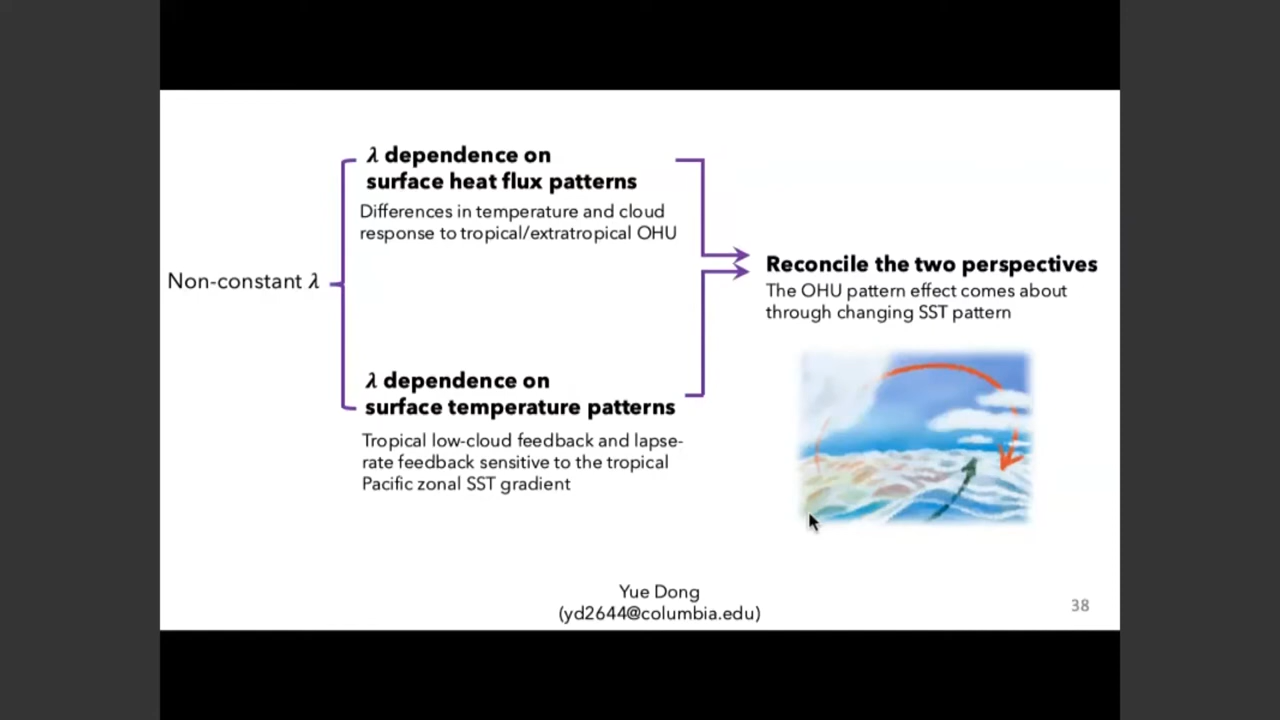 λ dependence on
surface heat flux patterns
Differences in temperature and cloud
response to tropical/extratropical OHU
Non-constant λ
Reconcile the two perspectives
The OHU pattern effect comes about
through changing SST pattern
λ dependence on
surface temperature patterns
Tropical low-cloud feedback and lapse-
rate feedback sensitive to the tropical
Pacific zonal SST gradient
Yue Dong
(yd2644@columbia.edu)
38